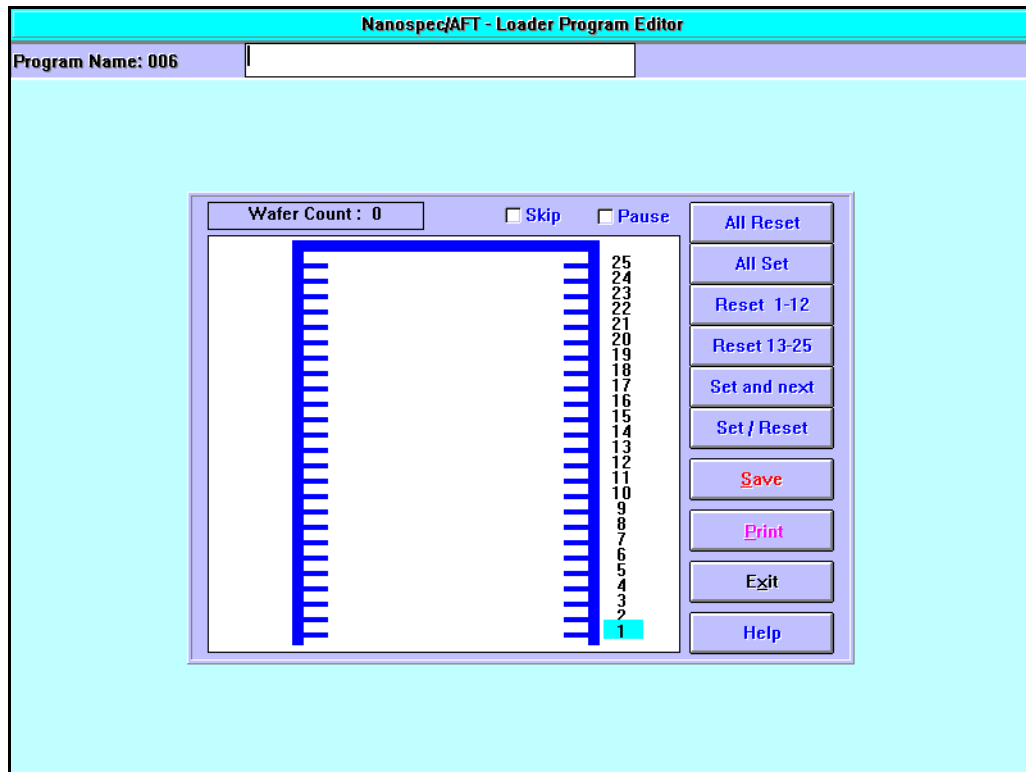 Nanospec/AFT - Loader Program Editor
Program Name: 006
Wafer Count : 0
Skip
Pause
25
24
23
22
21
20
19
18
17
16
15
14
13
12
11
10
9
8
7
6
5
4
3
2
1
All Reset
All Set
Reset 1-12
Reset 13-25
Set and next
Set / Reset
Save
Print
Exit
Help